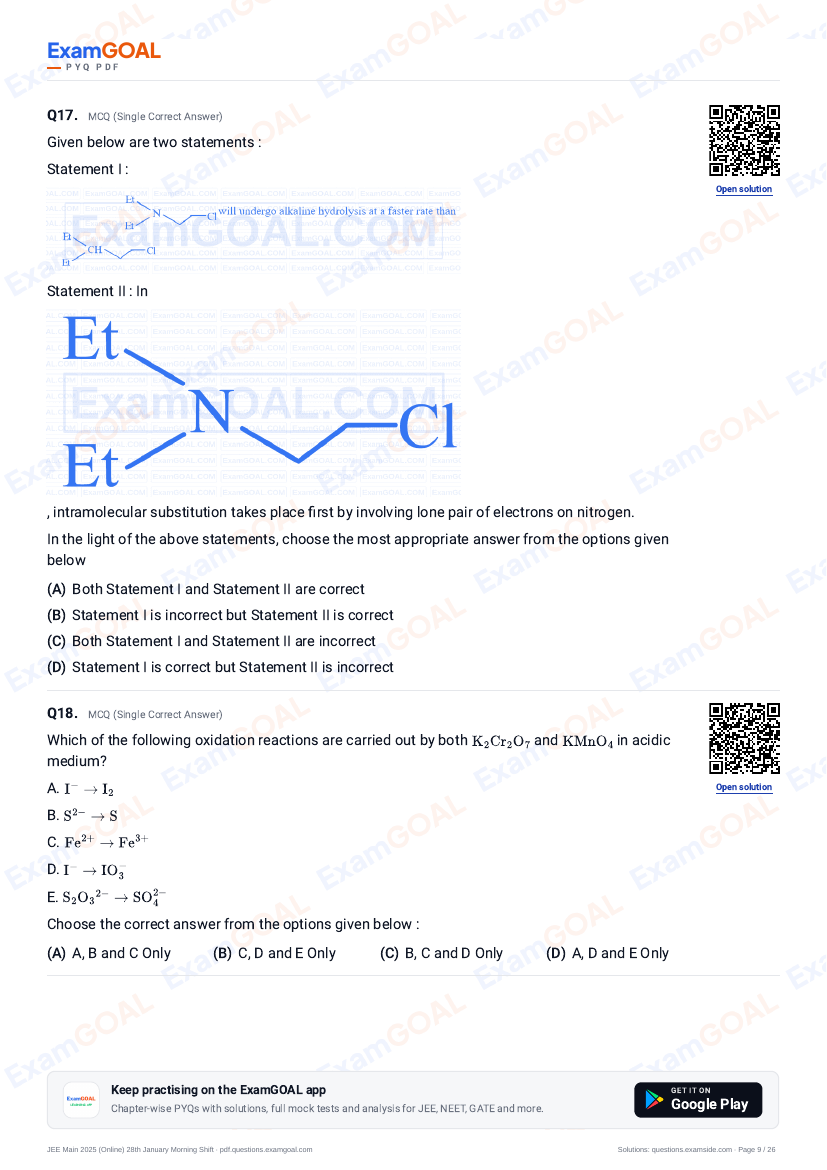 ExamGOAL
PYQ PDF
Q17. MCQ (Single Correct Answer)
Given below are two statements :
Open solution
Statement I :
Et
N
Cl will undergo alkaline hydrolysis at a faster rate than
Et
Et
CH
Cl
Et
Statement II : In
Et
N
Cl
Et
, intramolecular substitution takes place first by involving lone pair of electrons on nitrogen.
In the light of the above statements, choose the most appropriate answer from the options given
below
(A) Both Statement I and Statement II are correct
(B) Statement I is incorrect but Statement II is correct
(C) Both Statement I and Statement II are incorrect
(D) Statement I is correct but Statement II is incorrect
Q18. MCQ (Single Correct Answer)
Which of the following oxidation reactions are carried out by both K₂Cr₂O₇ and KMnO₄ in acidic
medium?
Open solution
A. I⁻ → I₂
B. S²⁻ → S
C. Fe²⁺ → Fe³⁺
D. I⁻ → IO₃⁻
E. S₂O₃²⁻ → SO₄²⁻
Choose the correct answer from the options given below :
(A) A, B and C Only (B) C, D and E Only (C) B, C and D Only (D) A, D and E Only
Keep practising on the ExamGOAL app
Chapter-wise PYQs with solutions, full mock tests and analysis for JEE, NEET, GATE and more.
GET IT ON
Google Play
JEE Main 2025 (Online) 28th January Morning Shift · pdf.questions.examgoal.com
Solutions: questions.examside.com · Page 9 / 26